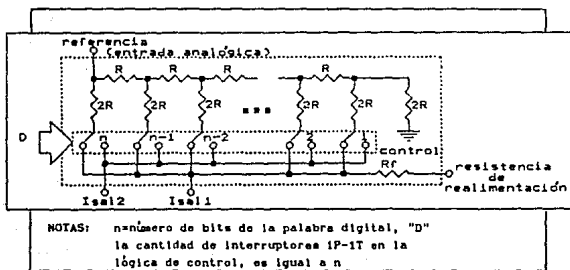 referencia
(entrada analógica)
R R R R
2R 2R 2R 2R 2R 2R
D
n n-1 n-2 2 1
control
Rf
resistencia
de
realimentación
Isal2 Isal1
NOTAS: n=número de bits de la palabra digital, "D"
la cantidad de interruptores 1P-1T en la
lógica de control, es igual a n